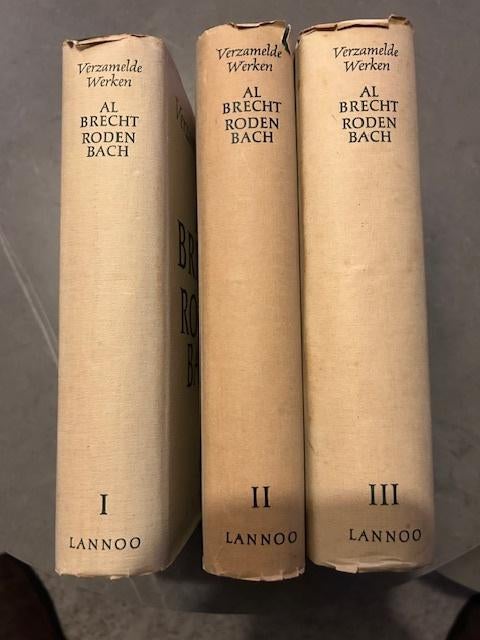 Verzamelde
Werken
AL
BRECHT
RODEN
BACH
I
LANNOO
Verzamelde
Werken
AL
BRECHT
RODEN
BACH
II
LANNOO
Verzamelde
Werken
AL
BRECHT
RODEN
BACH
III
LANNOO